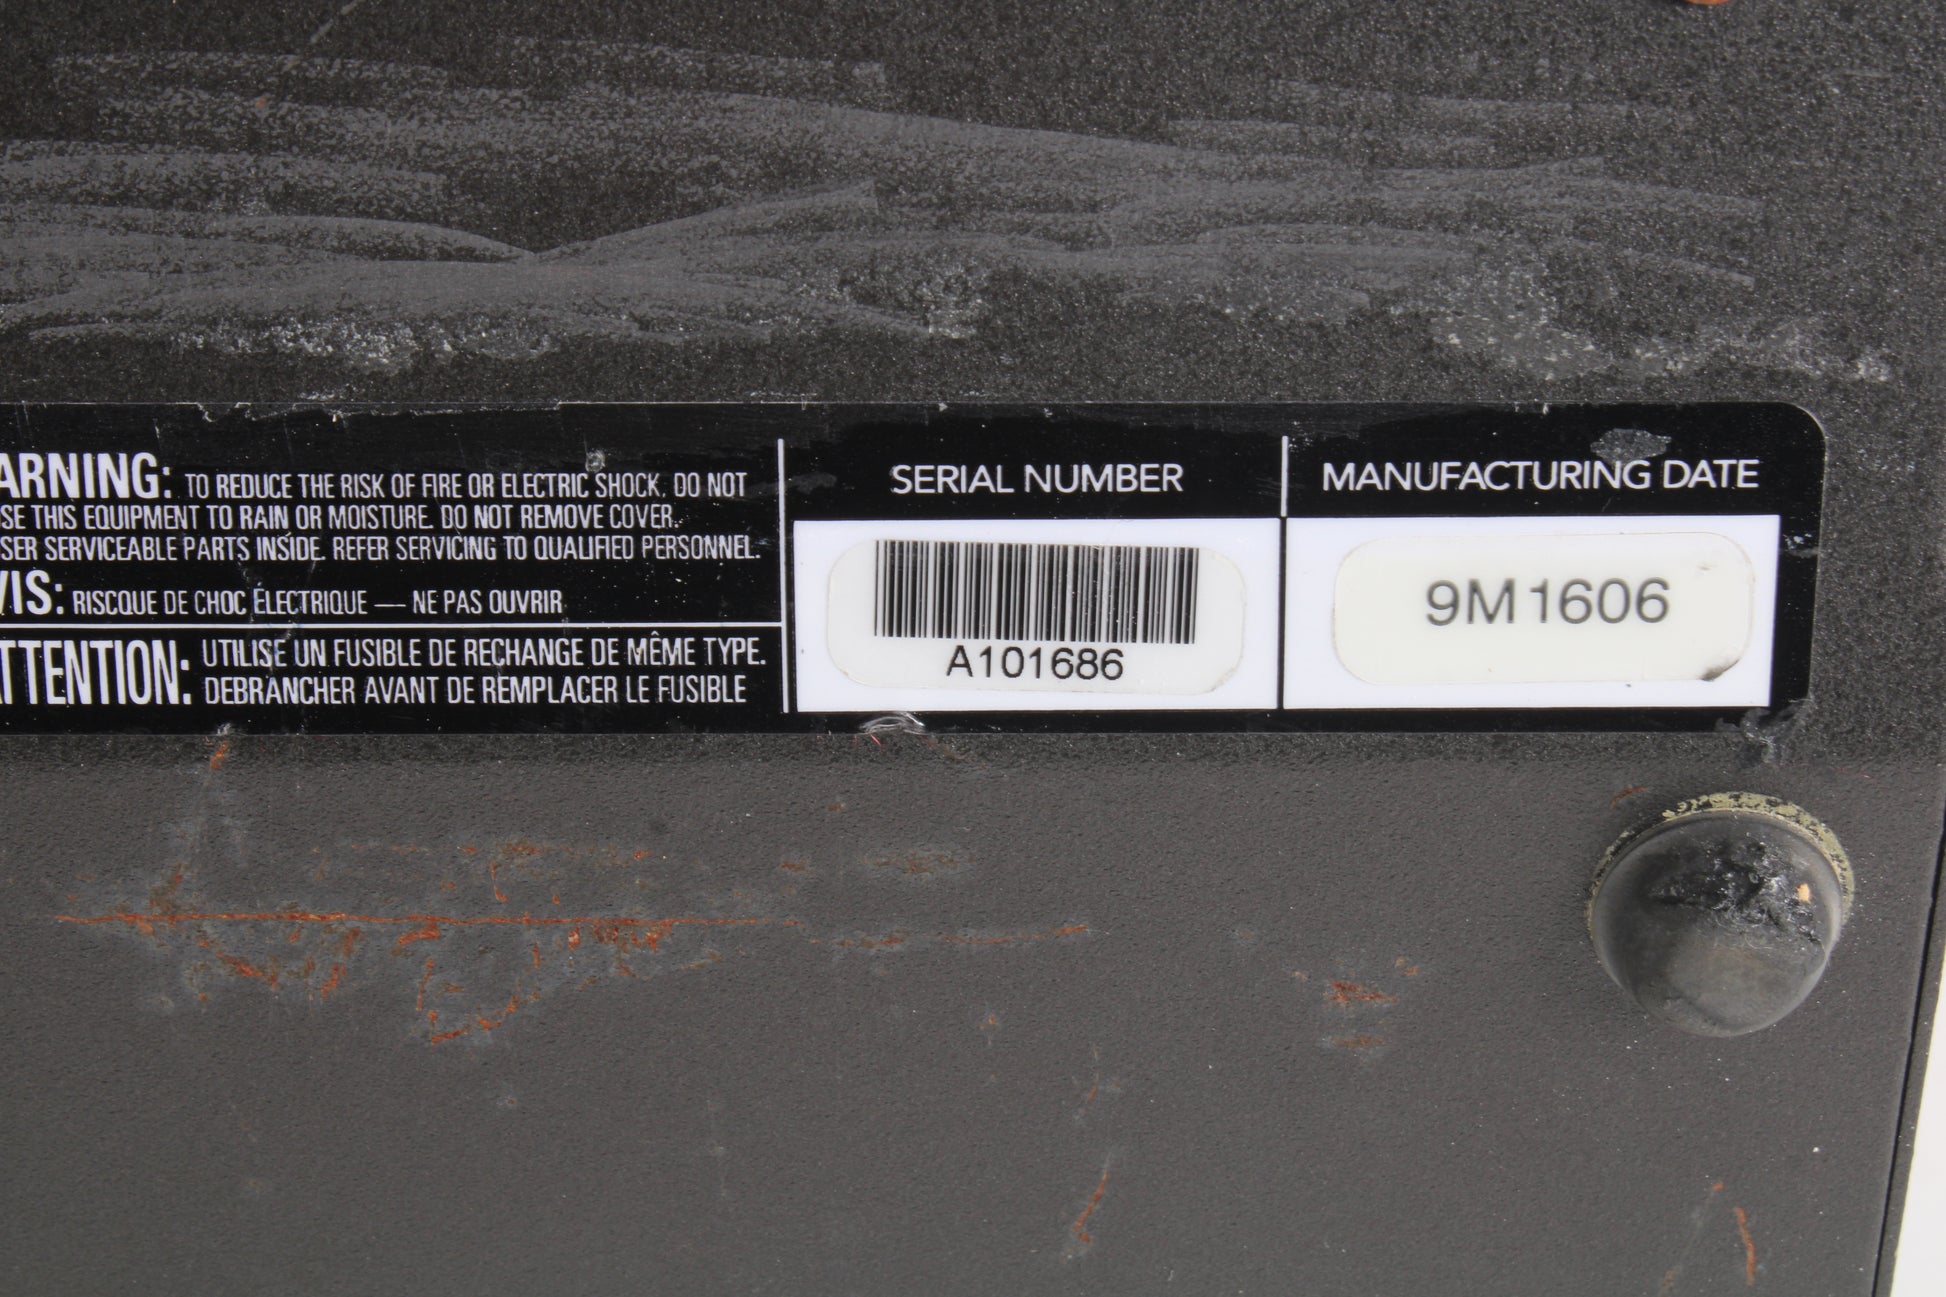 ARNING: TO REDUCE THE RISK OF FIRE OR ELECTRIC SHOCK, DO NOT
SE THIS EQUIPMENT TO RAIN OR MOISTURE. DO NOT REMOVE COVER.
SER SERVICEABLE PARTS INSIDE. REFER SERVICING TO QUALIFIED PERSONNEL.
VIS: RISCQUE DE CHOC ÉLECTRIQUE — NE PAS OUVRIR
ATTENTION: UTILISE UN FUSIBLE DE RECHANGE DE MÊME TYPE.
DEBRANCHER AVANT DE REMPLACER LE FUSIBLE
SERIAL NUMBER
A101686
MANUFACTURING DATE
9M1606